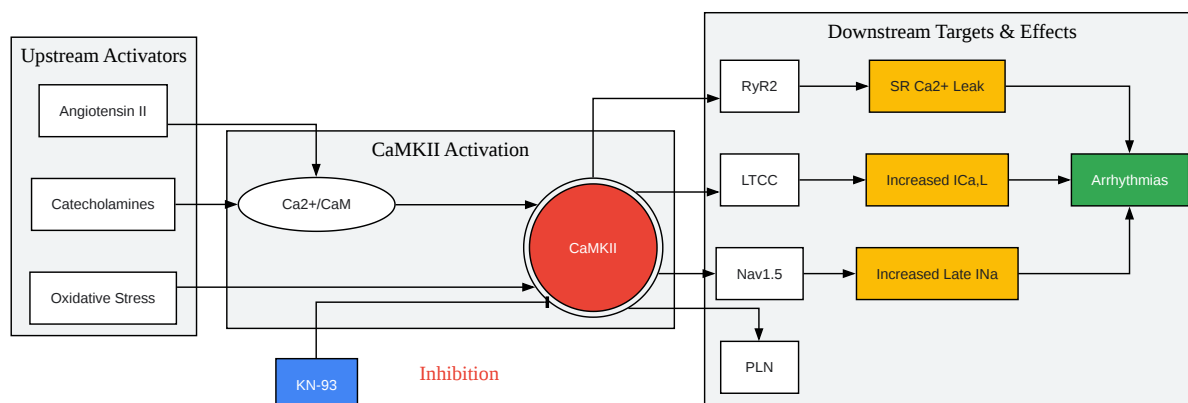 Upstream Activators
Angiotensin II
Catecholamines
Oxidative Stress
CaMKII Activation
Ca2+/CaM
CaMKII
KN-93
Inhibition
Downstream Targets & Effects
RyR2
SR Ca2+ Leak
LTCC
Increased ICa,L
Arrhythmias
Nav1.5
Increased Late INa
PLN